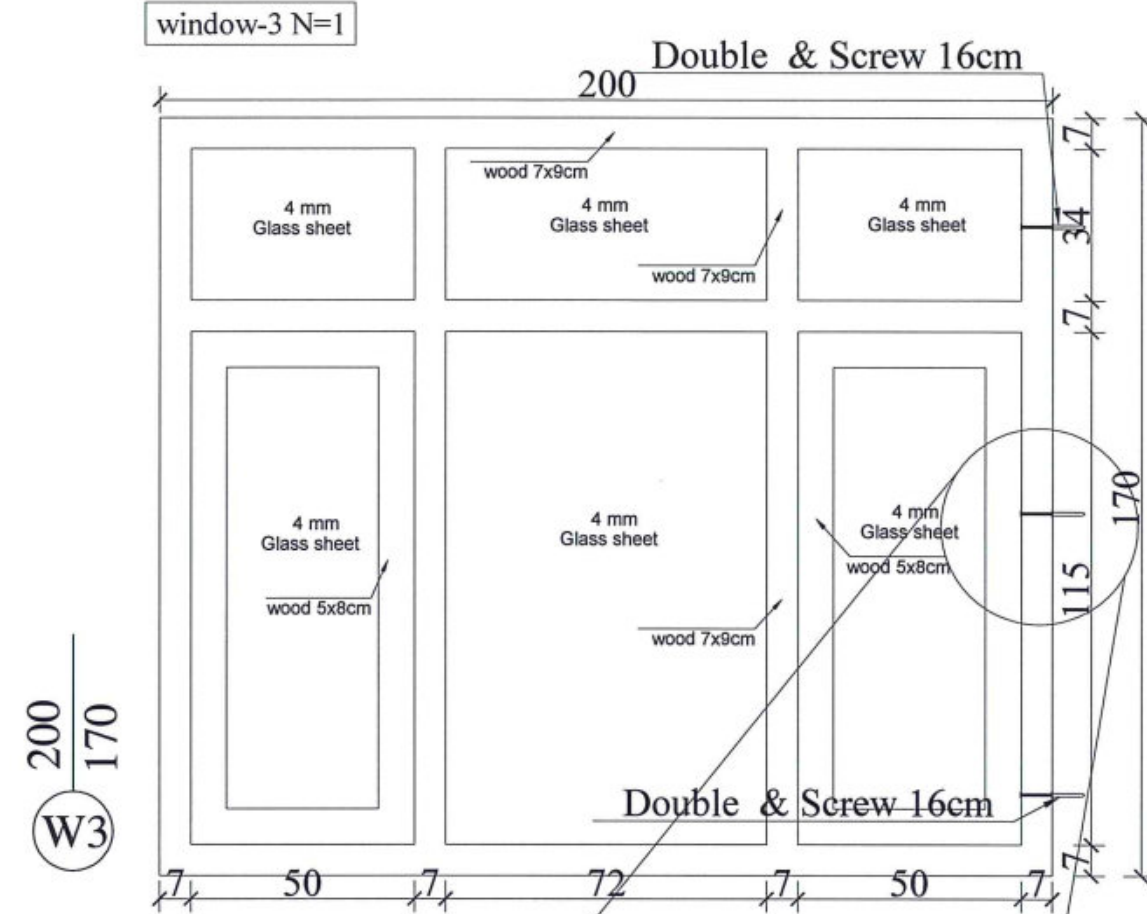 window-3 N=1
Double & Screw 16cm
200
7
wood 7x9cm
4 mm
Glass sheet
4 mm
Glass sheet
4 mm
Glass sheet
34
wood 7x9cm
7
170
4 mm
Glass sheet
4 mm
Glass sheet
4 mm
Glass sheet
wood 5x8cm
115
wood 5x8cm
wood 7x9cm
200
170
W3
Double & Screw 16cm
7
7
50
7
72
7
50
7